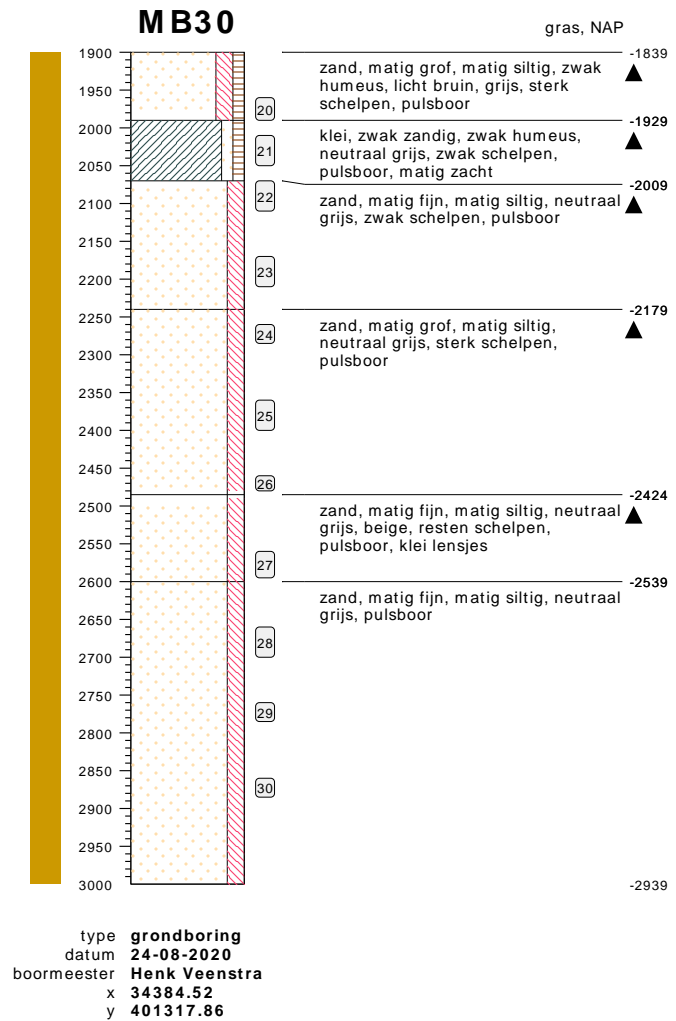 MB30
gras, NAP
1900
1950
2000
2050
2100
2150
2200
2250
2300
2350
2400
2450
2500
2550
2600
2650
2700
2750
2800
2850
2900
2950
3000
20
21
22
23
24
25
26
27
28
29
30
-1839
zand, matig grof, matig siltig, zwak
humeus, licht bruin, grijs, sterk
schelpen, pulsboor
-1929
klei, zwak zandig, zwak humeus,
neutraal grijs, zwak schelpen,
pulsboor, matig zacht
-2009
zand, matig fijn, matig siltig, neutraal
grijs, zwak schelpen, pulsboor
-2179
zand, matig grof, matig siltig,
neutraal grijs, sterk schelpen,
pulsboor
-2424
zand, matig fijn, matig siltig, neutraal
grijs, beige, resten schelpen,
pulsboor, klei lensjes
-2539
zand, matig fijn, matig siltig, neutraal
grijs, pulsboor
-2939
type grondboring
datum 24-08-2020
boormeester Henk Veenstra
x 34384.52
y 401317.86